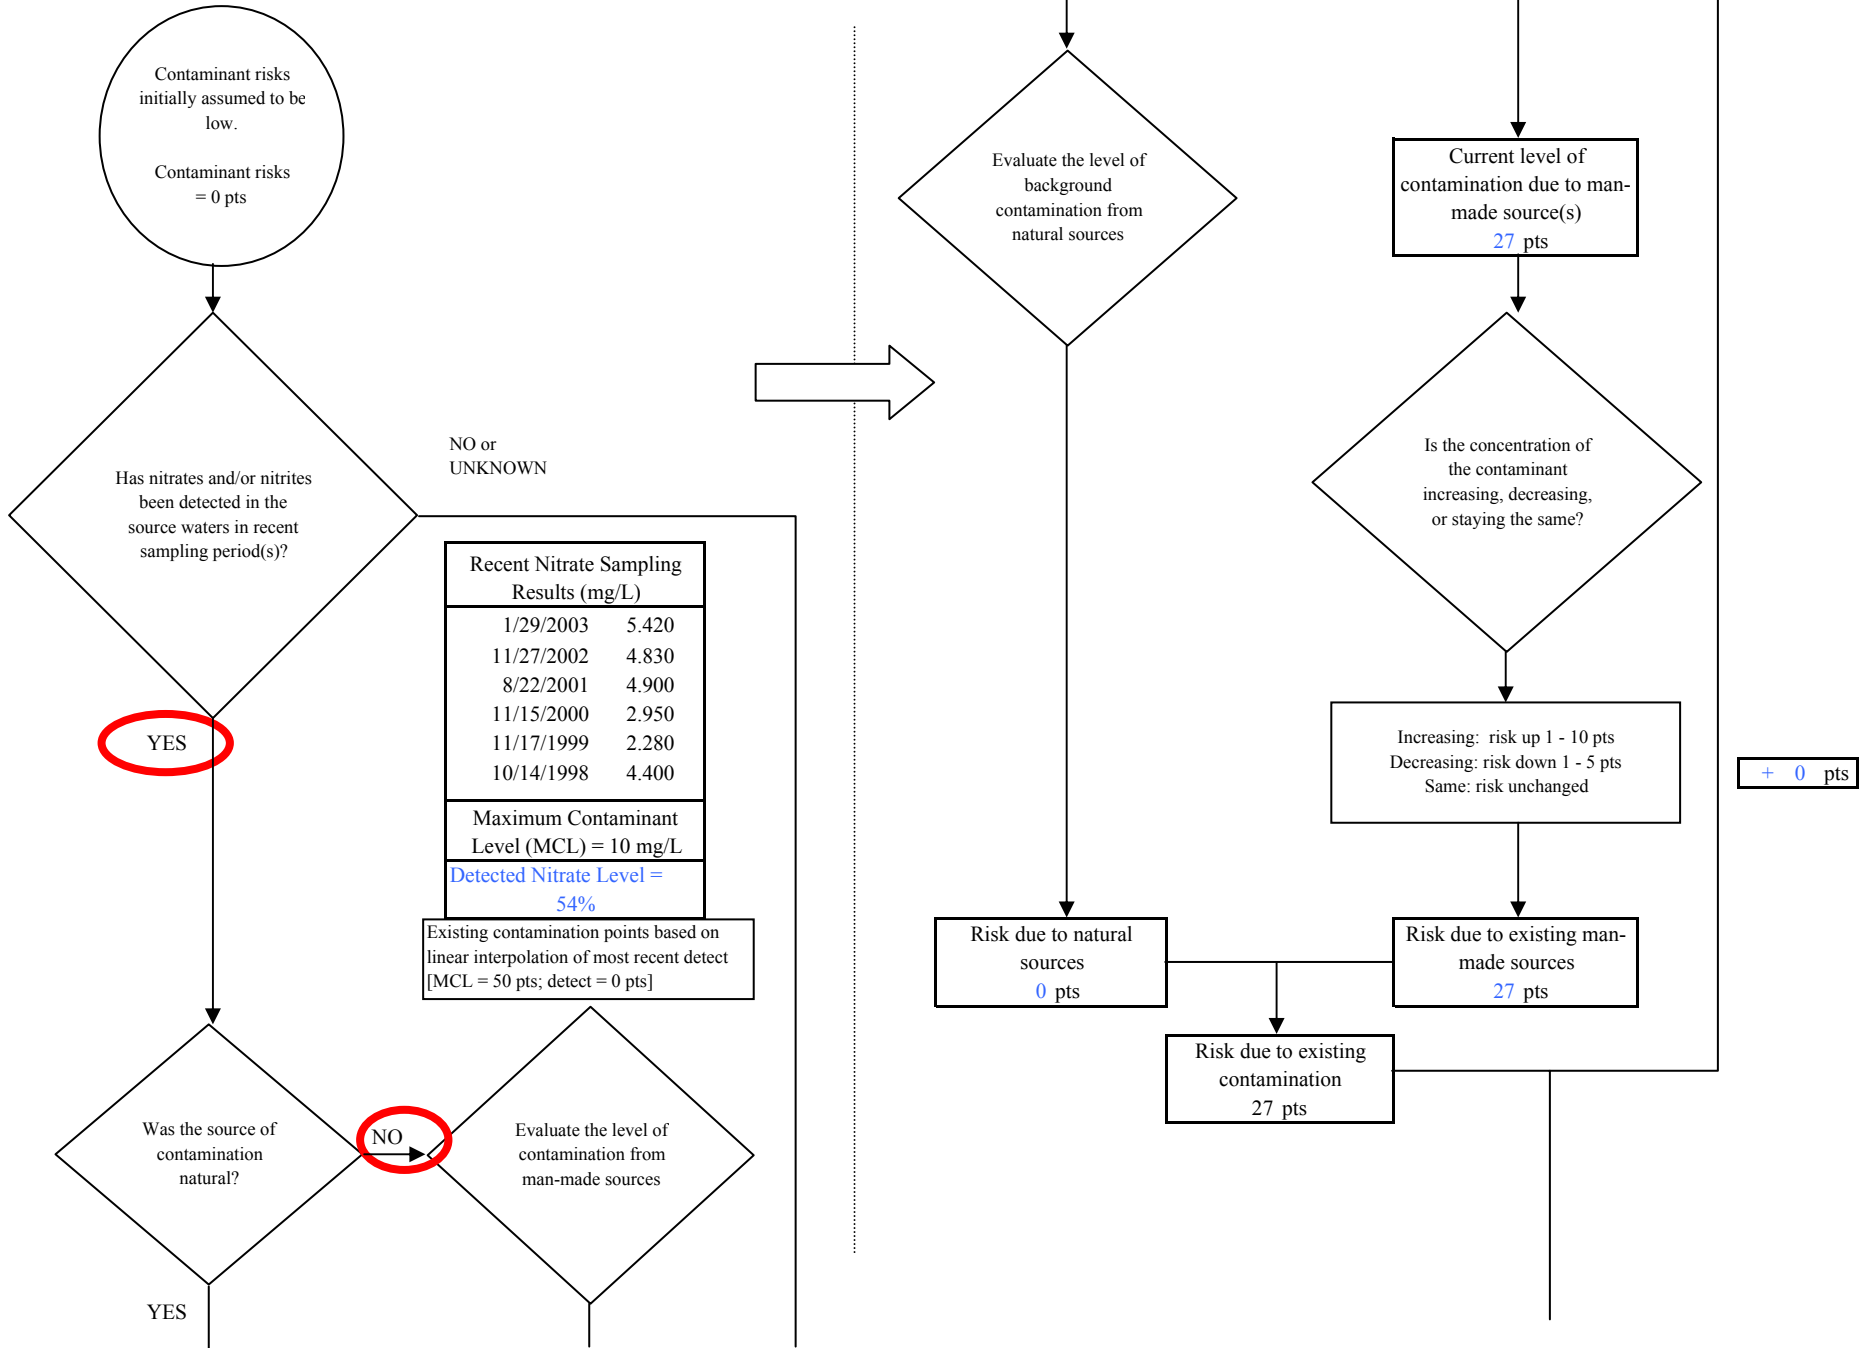 Contaminant risks
initially assumed to be
low.
Contaminant risks
= 0 pts
Has nitrates and/or nitrites
been detected in the
source waters in recent
sampling period(s)?
NO or
UNKNOWN
YES
Recent Nitrate Sampling
Results (mg/L)
1/29/2003 5.420
11/27/2002 4.830
8/22/2001 4.900
11/15/2000 2.950
11/17/1999 2.280
10/14/1998 4.400
Maximum Contaminant
Level (MCL) = 10 mg/L
Detected Nitrate Level =
54%
Existing contamination points based on
linear interpolation of most recent detect
[MCL = 50 pts; detect = 0 pts]
Was the source of
contamination
natural?
NO
Evaluate the level of
contamination from
man-made sources
YES
Evaluate the level of
background
contamination from
natural sources
Current level of
contamination due to man-
made source(s)
27 pts
Is the concentration of
the contaminant
increasing, decreasing,
or staying the same?
Increasing: risk up 1 - 10 pts
Decreasing: risk down 1 - 5 pts
Same: risk unchanged
+ 0 pts
Risk due to natural
sources
0 pts
Risk due to existing man-
made sources
27 pts
Risk due to existing
contamination
27 pts